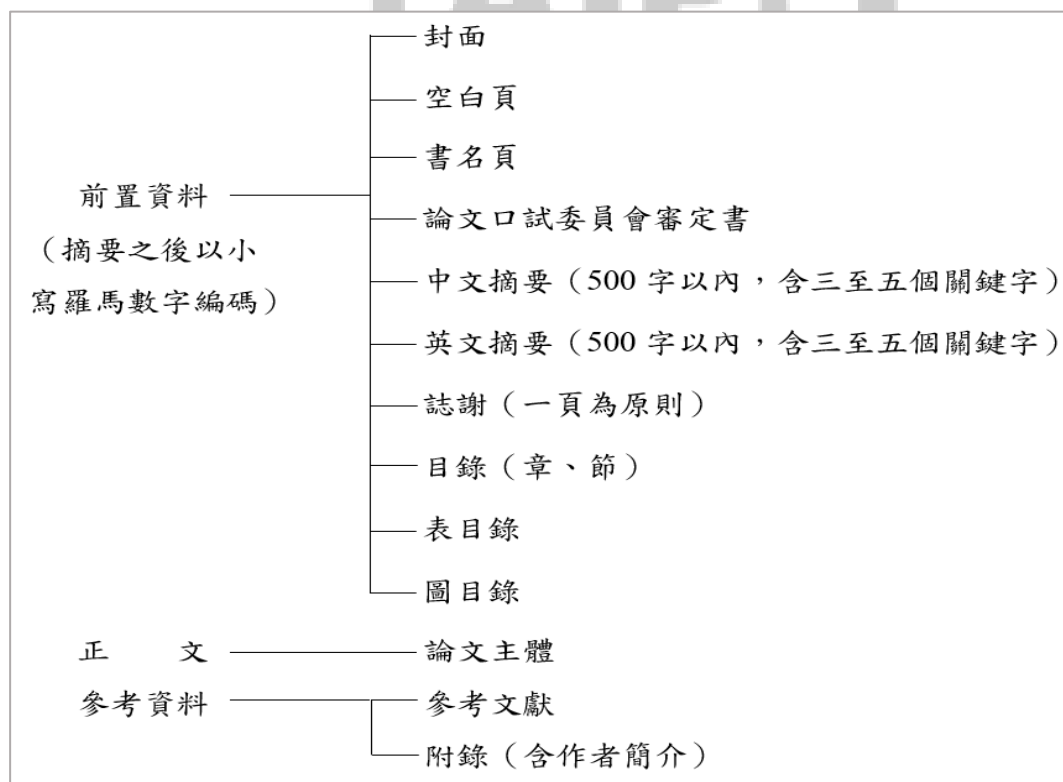 封面
空白頁
書名頁
前置資料
論文口試委員會審定書
（摘要之後以小
寫羅馬數字編碼）
中文摘要（500 字以內，含三至五個關鍵字）
英文摘要（500 字以內，含三至五個關鍵字）
誌謝（一頁為原則）
目錄（章、節）
表目錄
圖目錄
正　　文
論文主體
參考資料
參考文獻
附錄（含作者簡介）